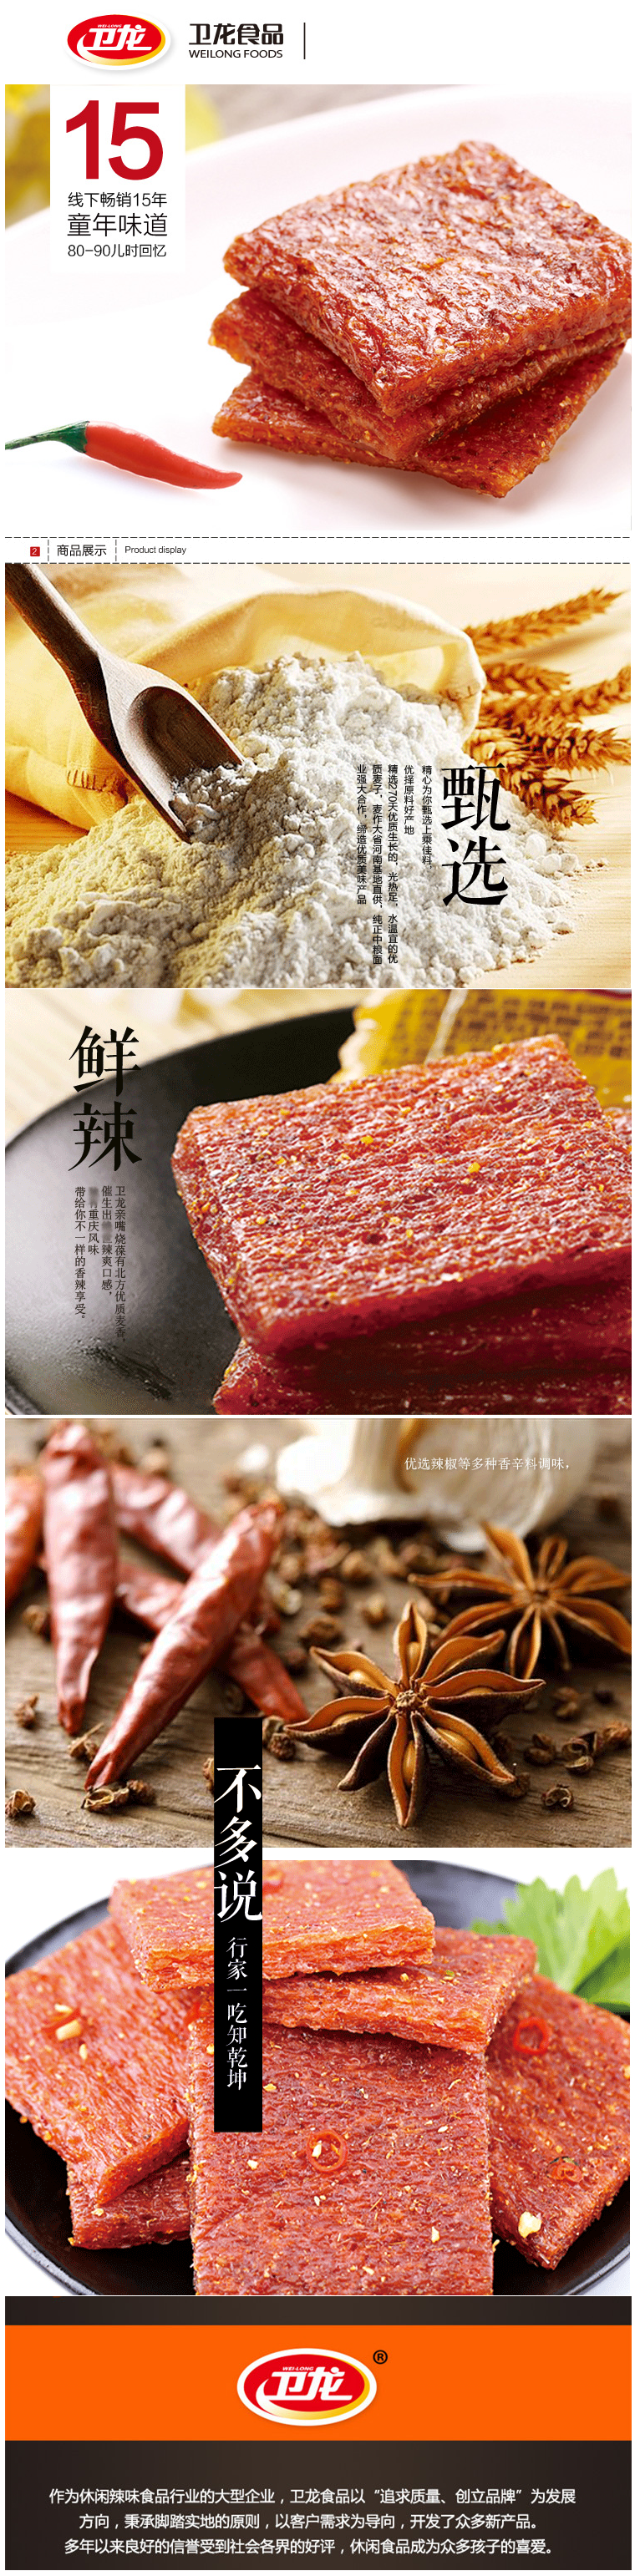 WEI-LONG
卫龙
卫龙食品
WEILONG FOODS
15
线下畅销15年
童年味道
80-90儿时回忆
2
商品展示
Product display
甄选
精心为你甄选上乘佳料,
优择原料好产地
精选270天优质生长的，光热足，水温宜的优
质麦子，麦作大省河南基地直供，纯正中粮面
业强大合作，缔造优质美味产品
鲜辣
卫龙亲嘴烧葆有北方优质麦香,
催生出 辣爽口感,
重庆风味
带给你不一样的香辣享受。
优选辣椒等多种香辛料调味,
不多说
行家一吃知乾坤
WEI-LONG
卫龙
®
作为休闲辣味食品行业的大型企业，卫龙食品以“追求质量、创立品牌”为发展
方向，秉承脚踏实地的原则，以客户需求为导向，开发了众多新产品。
多年以来良好的信誉受到社会各界的好评，休闲食品成为众多孩子的喜爱。